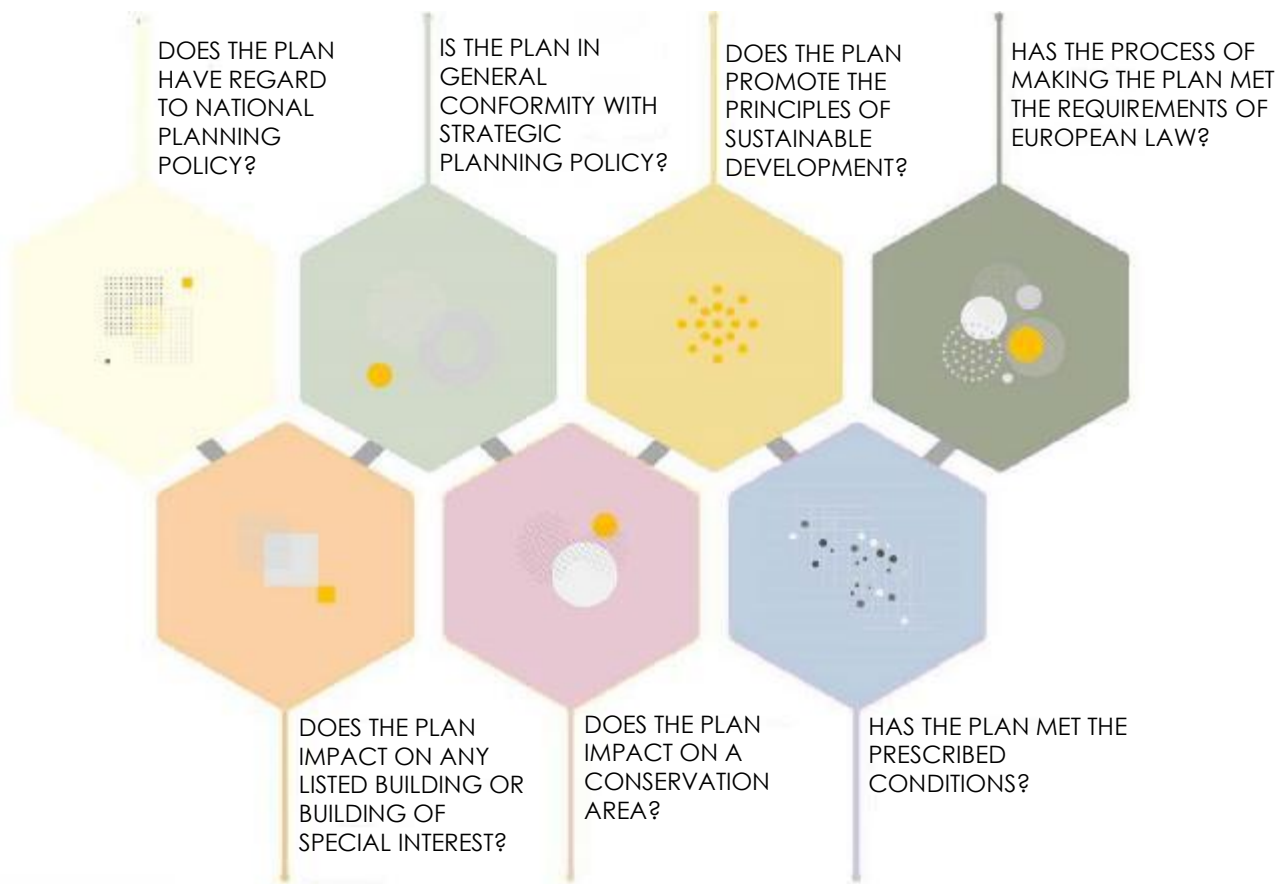 DOES THE PLAN
HAVE REGARD
TO NATIONAL
PLANNING
POLICY?
IS THE PLAN IN
GENERAL
CONFORMITY WITH
STRATEGIC
PLANNING POLICY?
DOES THE PLAN
PROMOTE THE
PRINCIPLES OF
SUSTAINABLE
DEVELOPMENT?
HAS THE PROCESS OF
MAKING THE PLAN MET
THE REQUIREMENTS OF
EUROPEAN LAW?
DOES THE PLAN
IMPACT ON ANY
LISTED BUILDING OR
BUILDING OF
SPECIAL INTEREST?
DOES THE PLAN
IMPACT ON A
CONSERVATION
AREA?
HAS THE PLAN MET THE
PRESCRIBED
CONDITIONS?